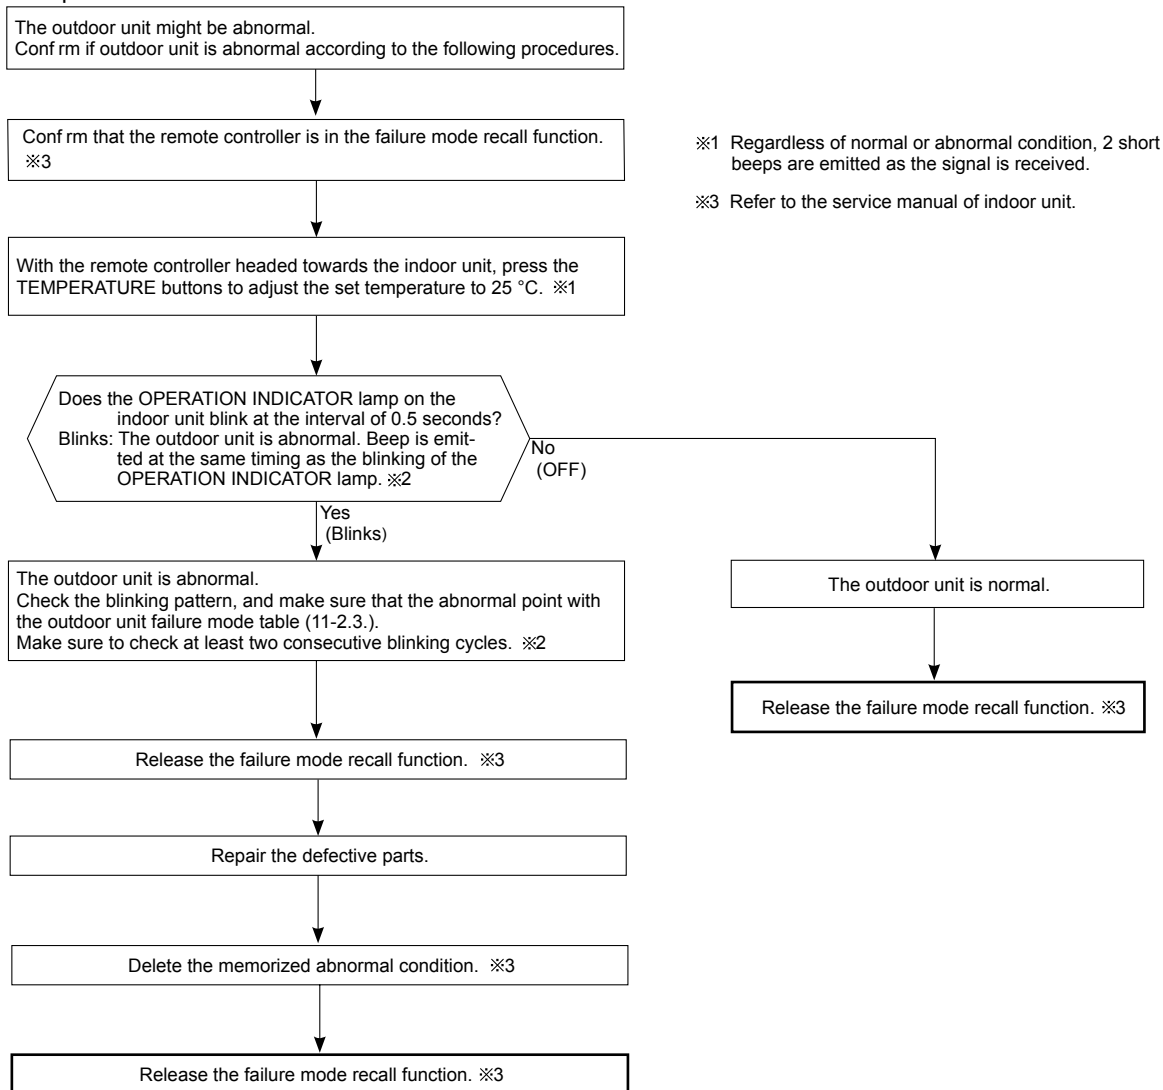 The outdoor unit might be abnormal.
Conf rm if outdoor unit is abnormal according to the following procedures.
Conf rm that the remote controller is in the failure mode recall function.
※3
※1 Regardless of normal or abnormal condition, 2 short
beeps are emitted as the signal is received.
※3 Refer to the service manual of indoor unit.
With the remote controller headed towards the indoor unit, press the
TEMPERATURE buttons to adjust the set temperature to 25 °C. ※1
Does the OPERATION INDICATOR lamp on the
indoor unit blink at the interval of 0.5 seconds?
Blinks: The outdoor unit is abnormal. Beep is emit-
ted at the same timing as the blinking of the
OPERATION INDICATOR lamp. ※2
No
(OFF)
Yes
(Blinks)
The outdoor unit is abnormal.
Check the blinking pattern, and make sure that the abnormal point with
the outdoor unit failure mode table (11-2.3.).
Make sure to check at least two consecutive blinking cycles. ※2
The outdoor unit is normal.
Release the failure mode recall function. ※3
Release the failure mode recall function. ※3
Repair the defective parts.
Delete the memorized abnormal condition. ※3
Release the failure mode recall function. ※3